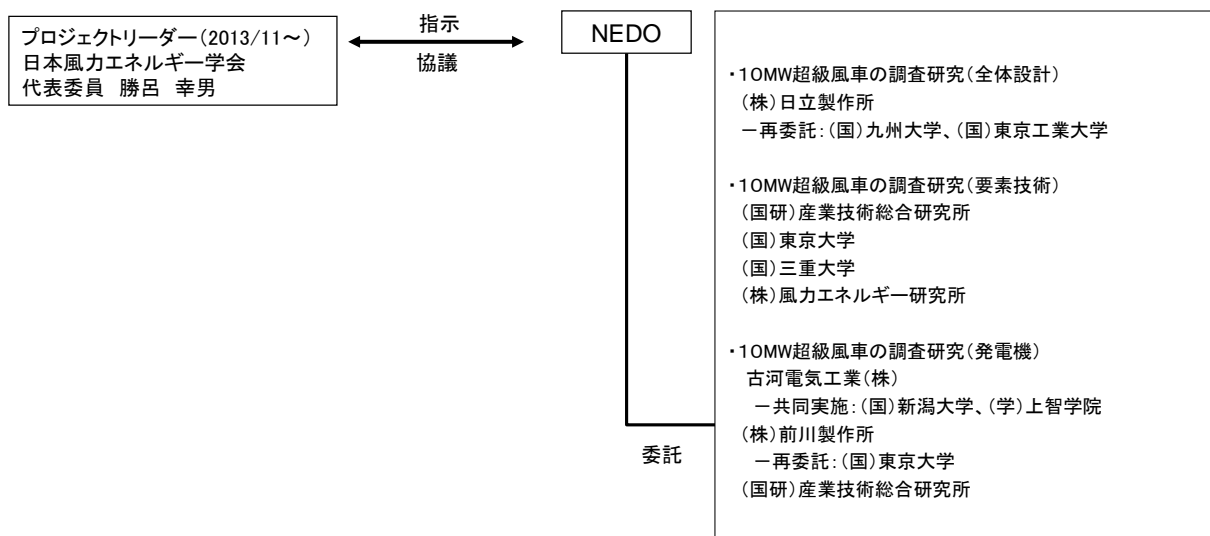 プロジェクトリーダー(2013/11~)
日本風力エネルギー学会
代表委員 勝呂 幸男
指示
協議
NEDO
・10MW超級風車の調査研究(全体設計)
(株)日立製作所
-再委託:(国)九州大学、(国)東京工業大学
・10MW超級風車の調査研究(要素技術)
(国研)産業技術総合研究所
(国)東京大学
(国)三重大学
(株)風力エネルギー研究所
・10MW超級風車の調査研究(発電機)
古河電気工業(株)
-共同実施:(国)新潟大学、(学)上智学院
(株)前川製作所
-再委託:(国)東京大学
(国研)産業技術総合研究所
委託